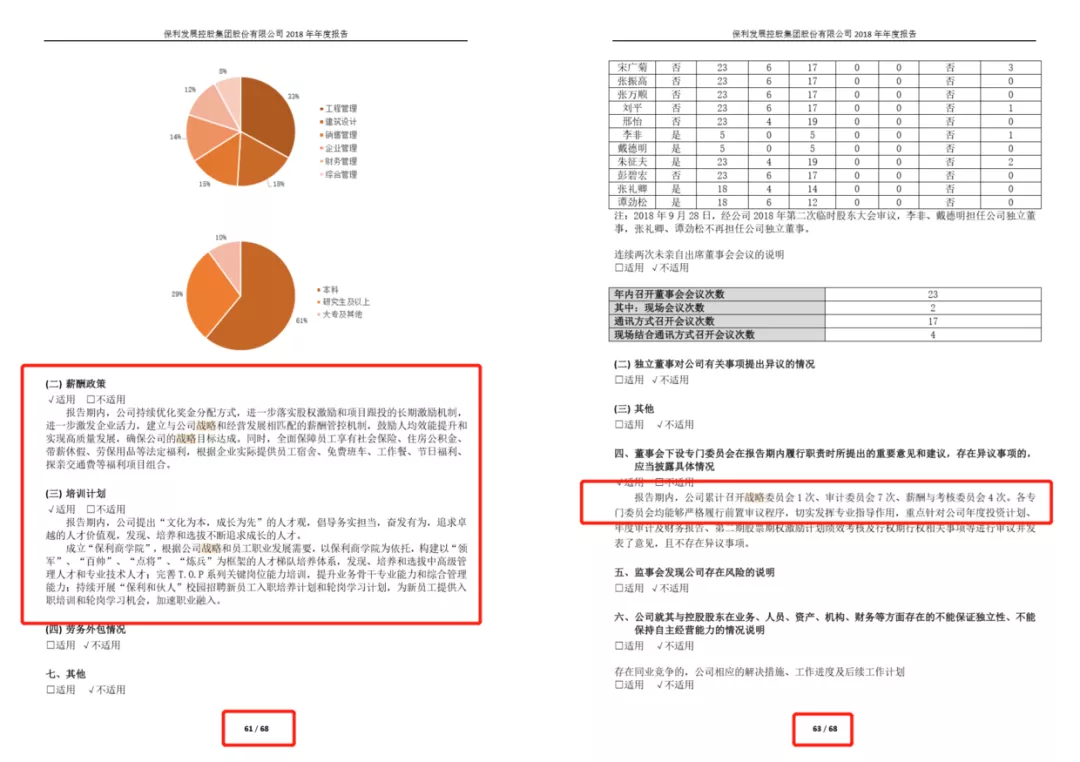 保利发展控股集团股份有限公司 2018 年年度报告
8%
12%
33%
14%
15%
18%
工程管理
建筑设计
销售管理
企业管理
财务管理
综合管理
10%
29%
61%
本科
研究生及以上
大专及其他
(二) 薪酬政策
√适用 □不适用
报告期内，公司持续优化奖金分配方式，进一步落实股权激励和项目跟投的长期激励机制，
进一步激发企业活力，建立与公司战略和经营发展相匹配的薪酬管控机制，鼓励人均效能提升和
实现高质量发展，确保公司的战略目标达成。同时，全面保障员工享有社会保险、住房公积金、
带薪休假、劳保用品等法定福利，根据企业实际提供员工宿舍、免费班车、工作餐、节日福利、
探亲交通费等福利项目组合。
(三) 培训计划
√适用 □不适用
报告期内，公司提出“文化为本，成长为先”的人才观，倡导务实担当，奋发有为，追求卓
越的人才价值观，发现、培养和选拔不断追求成长的人才。
成立“保利商学院”，根据公司战略和员工职业发展需要，以保利商学院为依托，构建以“领
军”、“百帅”、“点将”、“炼兵”为框架的人才梯队培养体系，发现、培养和选拔中高级管
理人才和专业技术人才；完善 T.O.P 系列关键岗位能力培训，提升业务骨干专业能力和综合管理
能力；持续开展“保利和伙人”校园招聘新员工入职培养计划和轮岗学习计划，为新员工提供入
职培训和轮岗学习机会，加速职业融入。
(四) 劳务外包情况
□适用 √不适用
七、其他
□适用 √不适用
61 / 68
保利发展控股集团股份有限公司 2018 年年度报告
宋广菊 否 23 6 17 0 0 否 3
张振高 否 23 6 17 0 0 否 0
张万顺 否 23 6 17 0 0 否 0
刘平 否 23 6 17 0 0 否 1
邢怡 否 23 4 19 0 0 否 0
李非 是 5 0 5 0 0 否 1
戴德明 是 5 0 5 0 0 否 0
朱征夫 是 23 4 19 0 0 否 2
彭碧宏 否 23 6 17 0 0 否 0
张礼卿 是 18 4 14 0 0 否 0
谭劲松 是 18 6 12 0 0 否 0
注：2018 年 9 月 28 日，经公司 2018 年第二次临时股东大会审议，李非、戴德明担任公司独立董
事，张礼卿、谭劲松不再担任公司独立董事。
连续两次未亲自出席董事会会议的说明
□适用 √不适用
年内召开董事会会议次数 23
其中：现场会议次数 2
通讯方式召开会议次数 17
现场结合通讯方式召开会议次数 4
(二) 独立董事对公司有关事项提出异议的情况
□适用 √不适用
(三) 其他
□适用 √不适用
四、董事会下设专门委员会在报告期内履行职责时所提出的重要意见和建议，存在异议事项的，
应当披露具体情况
√适用 □不适用
报告期内，公司累计召开战略委员会 1 次、审计委员会 7 次、薪酬与考核委员会 4 次。各专
门委员会均能够严格履行前置审议程序，切实发挥专业指导作用，重点针对公司年度投资计划、
年度审计及财务报告、第二期股票期权激励计划绩效考核及行权期行权相关事项等进行审议并发
表了意见，且不存在异议事项。
五、监事会发现公司存在风险的说明
□适用 √不适用
六、公司就其与控股股东在业务、人员、资产、机构、财务等方面存在的不能保证独立性、不能
保持自主经营能力的情况说明
□适用 √不适用
存在同业竞争的，公司相应的解决措施、工作进度及后续工作计划
□适用 √不适用
63 / 68